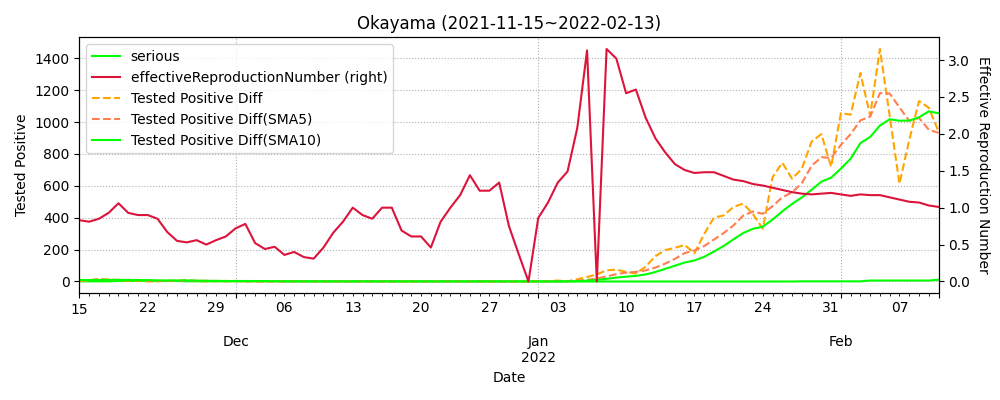 Okayama (2021-11-15~2022-02-13)
serious
effectiveReproductionNumber (right)
Tested Positive Diff
Tested Positive Diff(SMA5)
Tested Positive Diff(SMA10)
Tested Positive
1400
1200
1000
800
600
400
200
0
Effective Reproduction Number
3.0
2.5
2.0
1.5
1.0
0.5
0.0
15 22 29 06 13 20 27 03 10 17 24 31 07
Dec Jan Feb
2022
Date